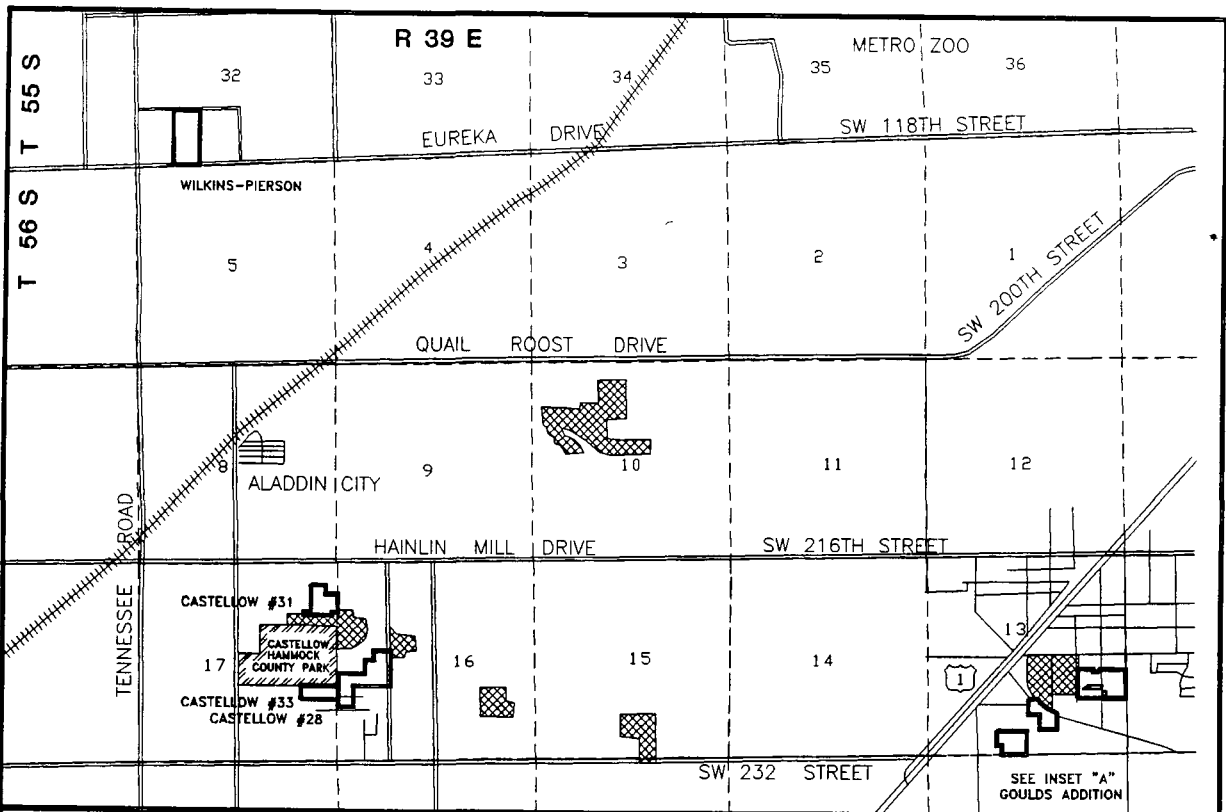 R 39 E
METRO ZOO
T 55 S
32
33
34
35
36
EUREKA DRIVE
SW 118TH STREET
WILKINS-PIERSON
T 56 S
5
4
3
2
1
SW 200TH STREET
QUAIL ROOST DRIVE
8
ALADDIN CITY
9
10
11
12
TENNESSEE ROAD
HAINLIN MILL DRIVE
SW 216TH STREET
CASTELLOW #31
CASTELLOW
HAMMOCK
COUNTY PARK
17
16
15
14
13
1
CASTELLOW #33
CASTELLOW #28
SW 232 STREET
SEE INSET "A"
GOULDS ADDITION